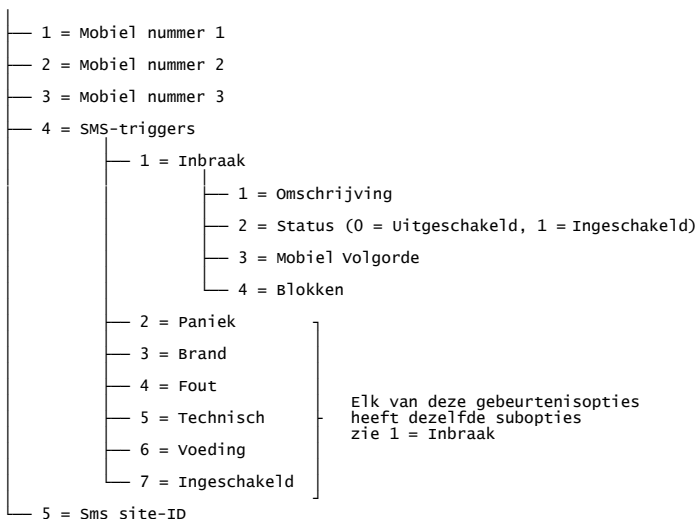 1 = Mobiel nummer 1
2 = Mobiel nummer 2
3 = Mobiel nummer 3
4 = SMS-triggers
1 = Inbraak
1 = Omschrijving
2 = Status (0 = Uitgeschakeld, 1 = Ingeschakeld)
3 = Mobiel Volgorde
4 = Blokken
2 = Paniek
3 = Brand
4 = Fout
5 = Technisch
6 = Voeding
7 = Ingeschakeld
Elk van deze gebeurtenisopties
heeft dezelfde subopties
zie 1 = Inbraak
5 = Sms site-ID